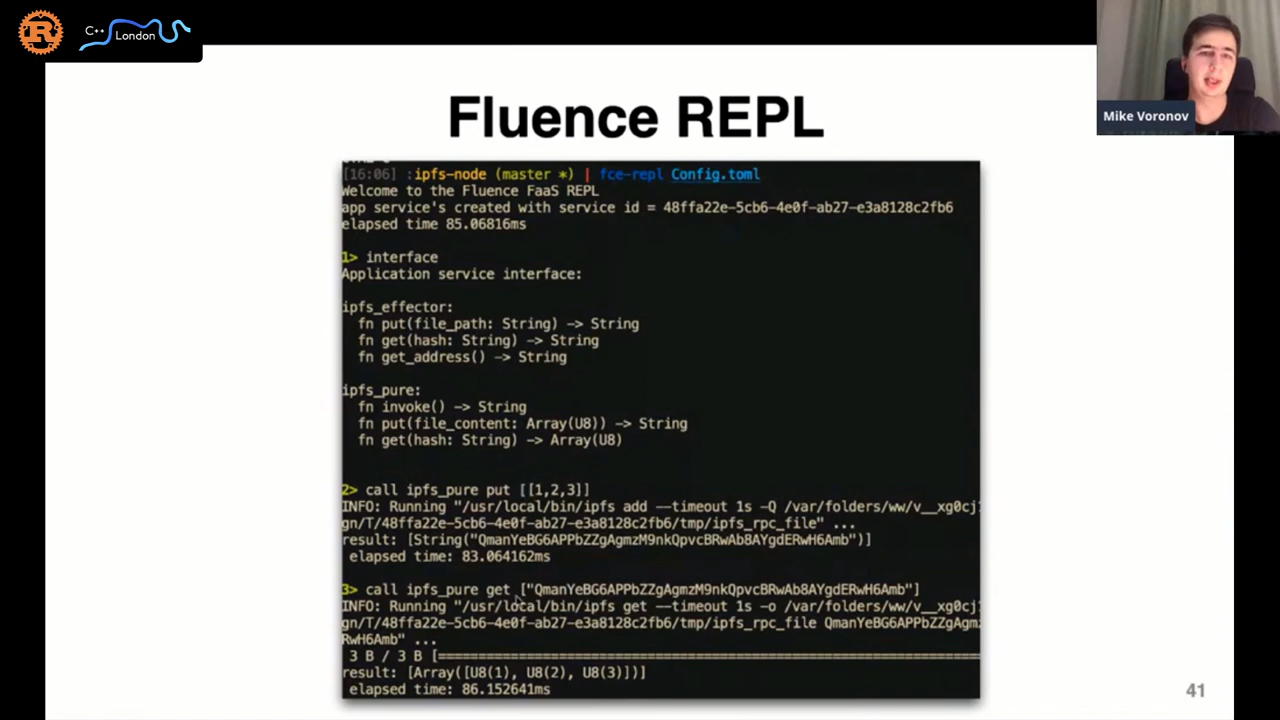 C++
London
Mike Voronov
Fluence REPL
[16:06] :ipfs-node (master *) | fce-repl Config.toml
Welcome to the Fluence FaaS REPL
app service's created with service id = 48ffa22e-5cb6-4e0f-ab27-e3a8128c2fb6
elapsed time 85.06816ms
1> interface
Application service interface:
ipfs_effector:
fn put(file_path: String) -> String
fn get(hash: String) -> String
fn get_address() -> String
ipfs_pure:
fn invoke() -> String
fn put(file_content: Array(U8)) -> String
fn get(hash: String) -> Array(U8)
2> call ipfs_pure put [[1,2,3]]
INFO: Running "/usr/local/bin/ipfs add --timeout 1s -Q /var/folders/ww/v__xg0cj
gn/T/48ffa22e-5cb6-4e0f-ab27-e3a8128c2fb6/tmp/ipfs_rpc_file" ...
result: [String("QmanYeBG6APPbZZgAgmzM9nkQpvcBRwAb8AYgdERwH6Amb")]
elapsed time: 83.064162ms
3> call ipfs_pure get ["QmanYeBG6APPbZZgAgmzM9nkQpvcBRwAb8AYgdERwH6Amb"]
INFO: Running "/usr/local/bin/ipfs get --timeout 1s -o /var/folders/ww/v__xg0cj
gn/T/48ffa22e-5cb6-4e0f-ab27-e3a8128c2fb6/tmp/ipfs_rpc_file QmanYeBG6APPbZZgAgm
RwH6Amb" ...
3 B / 3 B [==========================================================
result: [Array([U8(1), U8(2), U8(3)])]
elapsed time: 86.152641ms
41